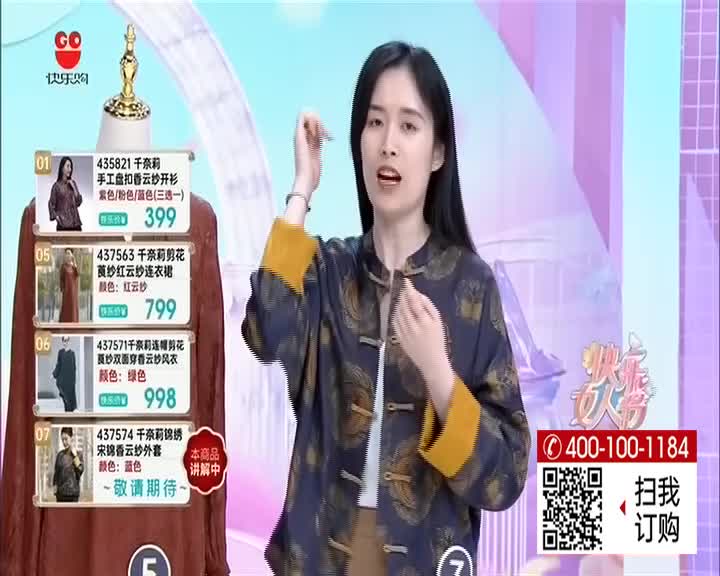 GO
快乐购
01
435821 千奈莉
手工盘扣香云纱开衫
紫色/粉色/蓝色(三选一)
快乐价¥ 399
05
437563 千奈莉剪花
莨纱红云纱连衣裙
颜色：红云纱
快乐价¥ 799
06
437571千奈莉连帽剪花
莨纱双面穿香云纱风衣
颜色：绿色
快乐价¥ 998
07
437574 千奈莉锦绣
宋锦香云纱外套
颜色：蓝色
~敬请期待~
本商品
讲解中
快乐
女人节
400-100-1184
扫我
订购
5
7